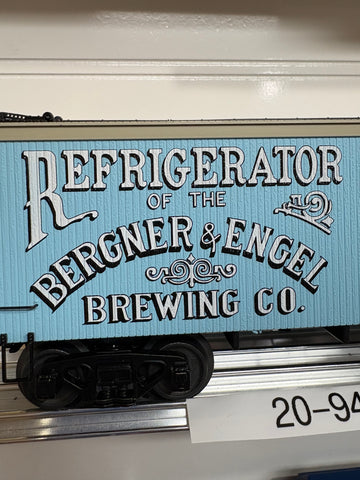 REFRIGERATOR
OF THE
BERGNER & ENGEL
BREWING CO.
20-94